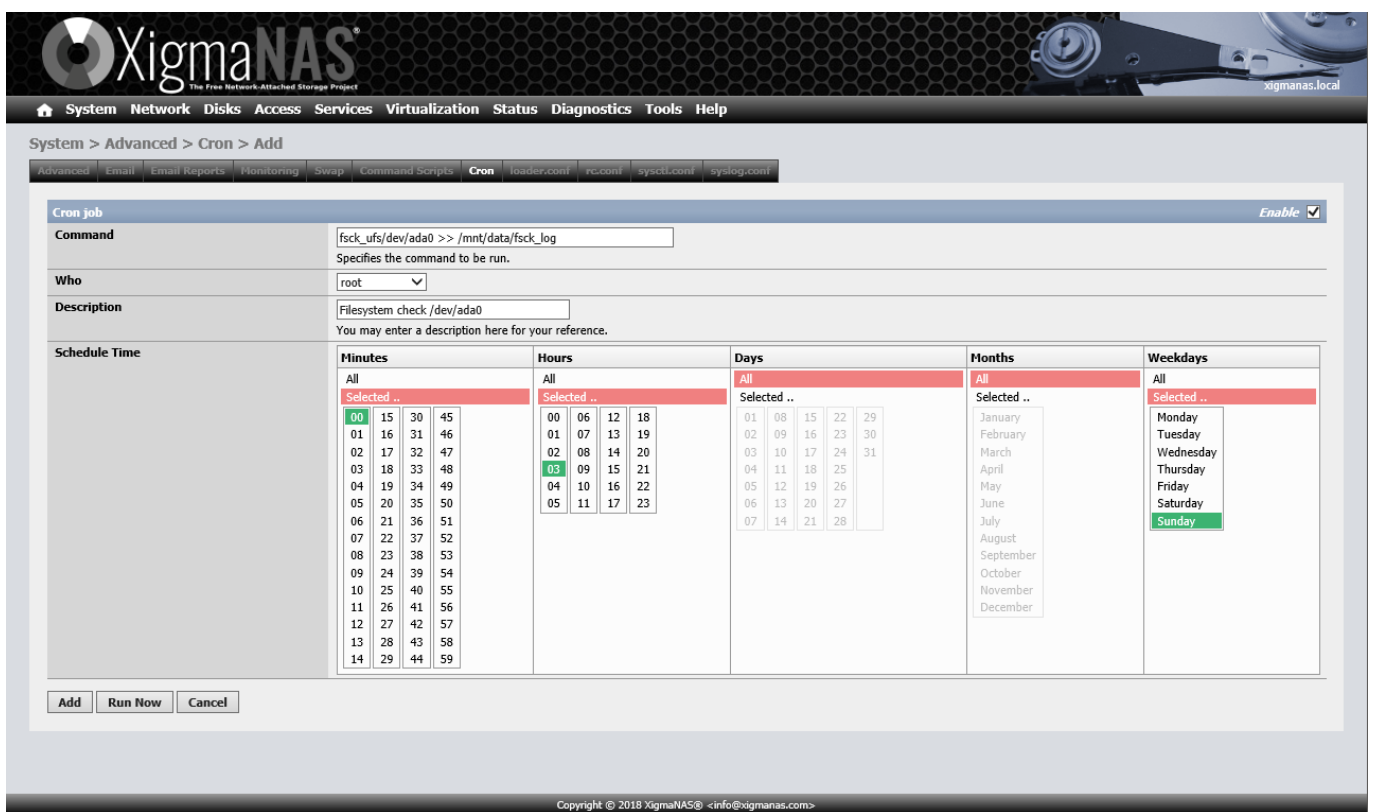 XigmaNAS®
The Free Network-Attached Storage Project
xigmanas.local
System Network Disks Access Services Virtualization Status Diagnostics Tools Help
System > Advanced > Cron > Add
Advanced Email Email Reports Monitoring Swap Command Scripts Cron loader.conf rc.conf sysctl.conf syslog.conf
Cron job Enable
Command
fsck_ufs/dev/ada0 >> /mnt/data/fsck_log
Specifies the command to be run.
Who
root
Description
Filesystem check /dev/ada0
You may enter a description here for your reference.
Schedule Time
Minutes Hours Days Months Weekdays
All All All All All
Selected .. Selected .. Selected .. Selected .. Selected ..
00 15 30 45 00 06 12 18 01 08 15 22 29 January Monday
01 16 31 46 01 07 13 19 02 09 16 23 30 February Tuesday
02 17 32 47 02 08 14 20 03 10 17 24 31 March Wednesday
03 18 33 48 03 09 15 21 04 11 18 25 April Thursday
04 19 34 49 04 10 16 22 05 12 19 26 May Friday
05 20 35 50 05 11 17 23 06 13 20 27 June Saturday
06 21 36 51 07 14 21 28 July Sunday
07 22 37 52 August
08 23 38 53 September
09 24 39 54 October
10 25 40 55 November
11 26 41 56 December
12 27 42 57
13 28 43 58
14 29 44 59
Add Run Now Cancel
Copyright © 2018 XigmaNAS® <info@xigmanas.com>